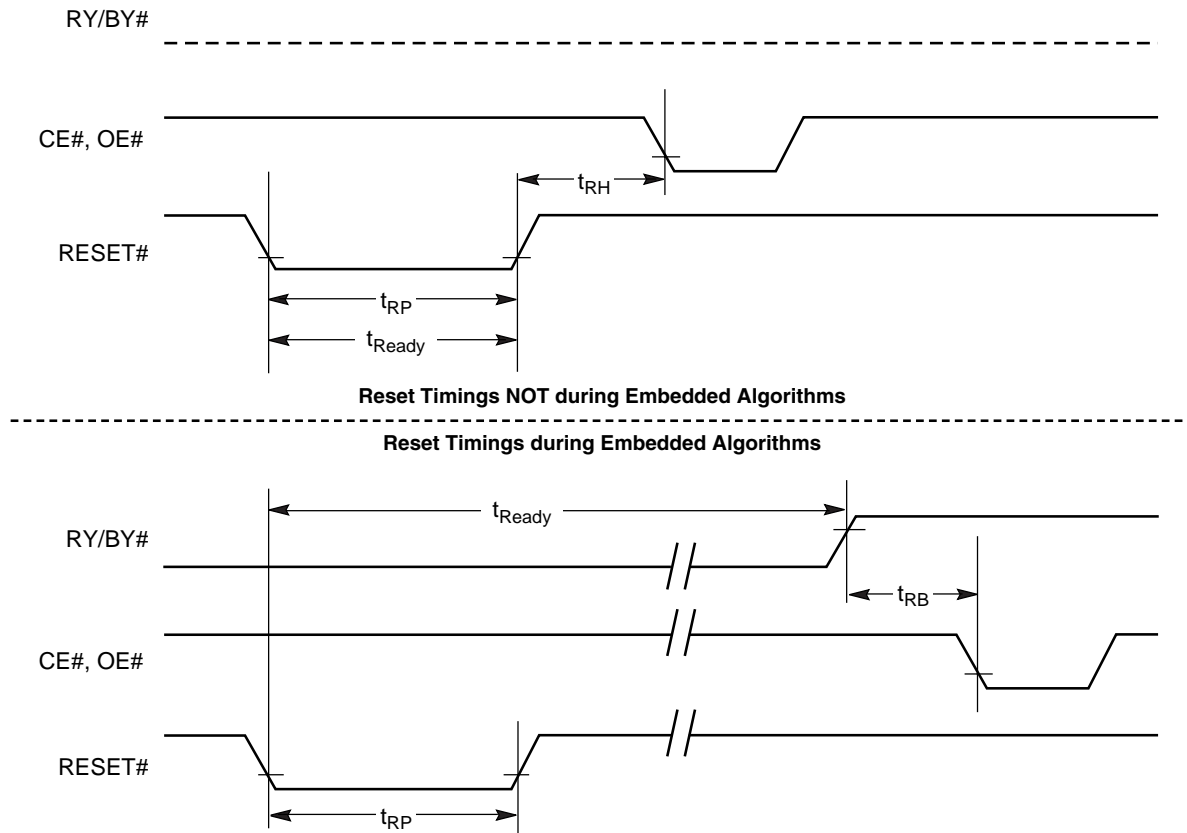 RY/BY#
CE#, OE#
tRH
RESET#
tRP
tReady
Reset Timings NOT during Embedded Algorithms
Reset Timings during Embedded Algorithms
tReady
RY/BY#
tRB
CE#, OE#
RESET#
tRP